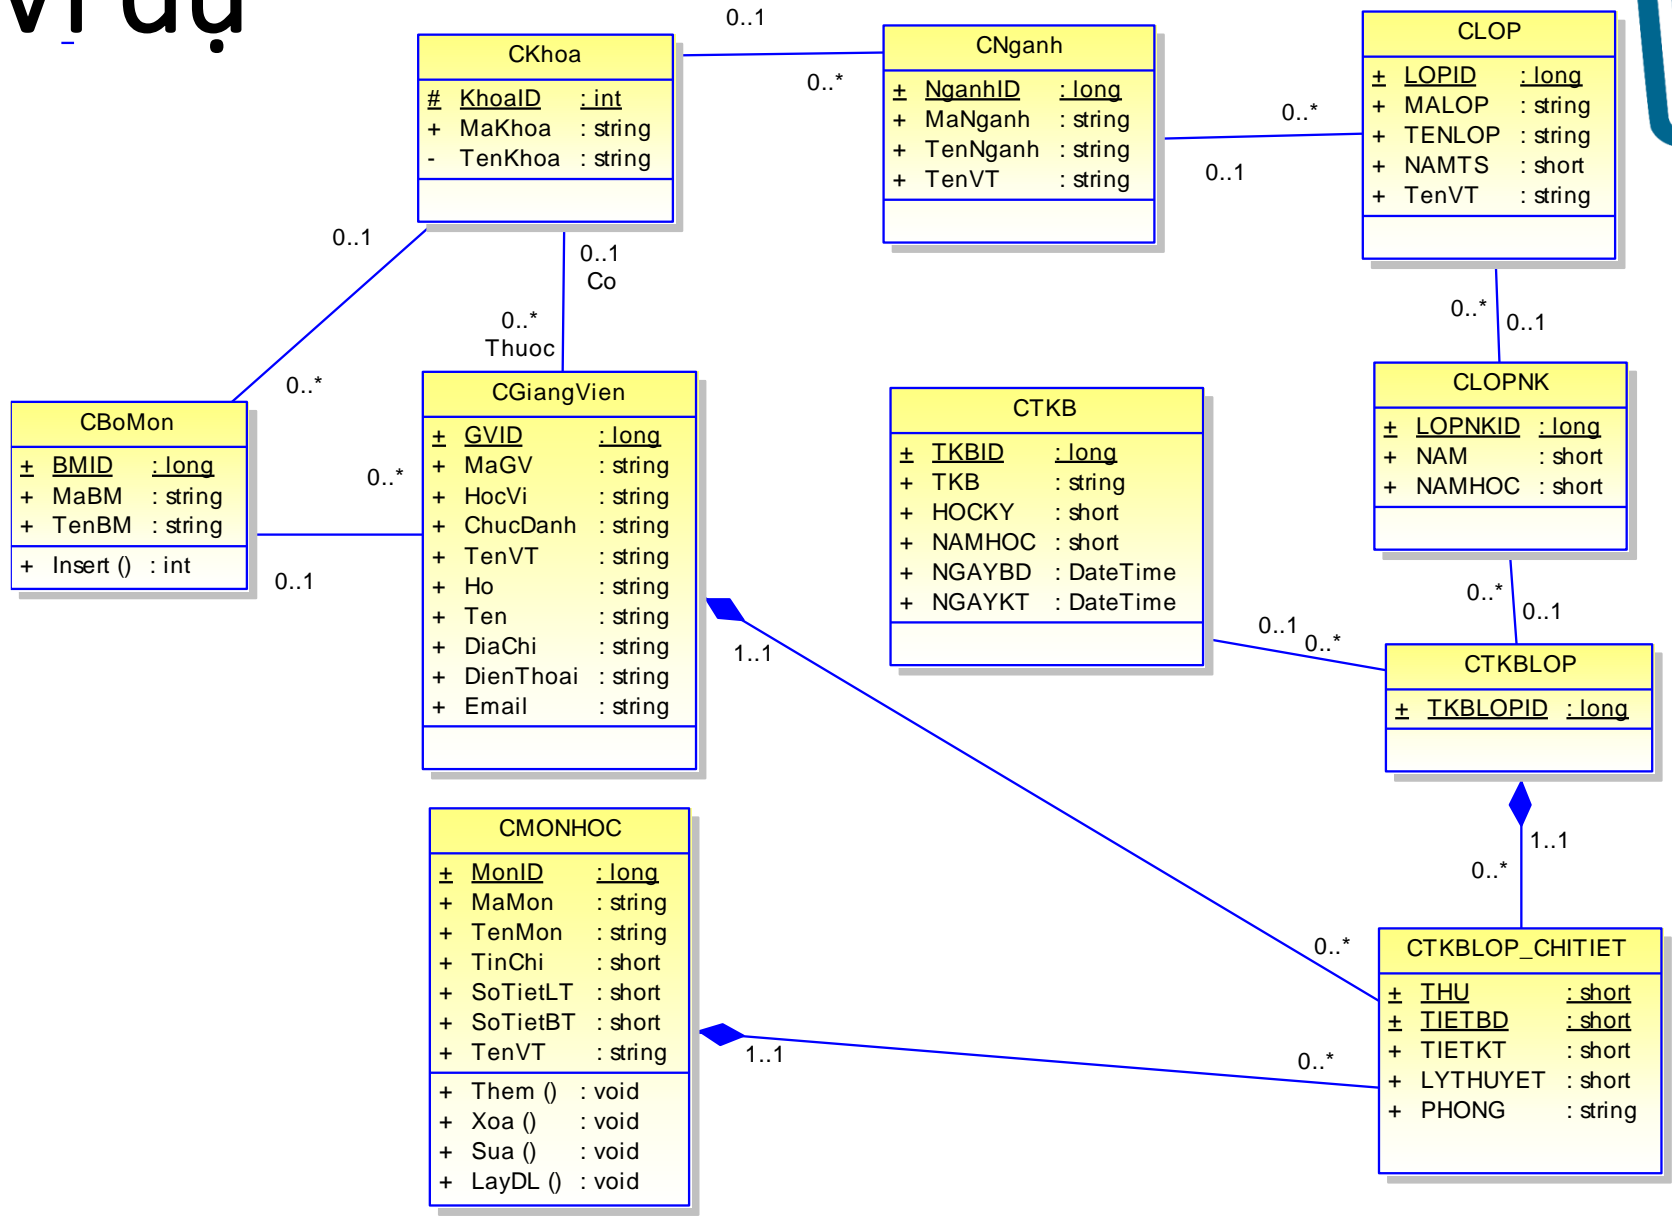 Ví dụ
0..1
0..*
CKhoa
# KhoaID : int
+ MaKhoa : string
- TenKhoa : string
CNganh
+ NganhID : long
+ MaNganh : string
+ TenNganh : string
+ TenVT : string
0..*
0..1
CLOP
+ LOPID : long
+ MALOP : string
+ TENLOP : string
+ NAMTS : short
+ TenVT : string
0..1
0..*
0..1
Co
0..*
Thuoc
0..*
0..1
CBoMon
+ BMID : long
+ MaBM : string
+ TenBM : string
+ Insert () : int
0..*
0..1
CGiangVien
+ GVID : long
+ MaGV : string
+ HocVi : string
+ ChucDanh : string
+ TenVT : string
+ Ho : string
+ Ten : string
+ DiaChi : string
+ DienThoai : string
+ Email : string
CTKB
+ TKBID : long
+ TKB : string
+ HOCKY : short
+ NAMHOC : short
+ NGAYBD : DateTime
+ NGAYKT : DateTime
CLOPNK
+ LOPNKID : long
+ NAM : short
+ NAMHOC : short
0..*
0..1
0..1
0..*
1..1
CTKBLOP
+ TKBLOPID : long
1..1
0..*
CMONHOC
+ MonID : long
+ MaMon : string
+ TenMon : string
+ TinChi : short
+ SoTietLT : short
+ SoTietBT : short
+ TenVT : string
+ Them () : void
+ Xoa () : void
+ Sua () : void
+ LayDL () : void
1..1
0..*
0..*
CTKBLOP_CHITIET
+ THU : short
+ TIETBD : short
+ TIETKT : short
+ LYTHUYET : short
+ PHONG : string